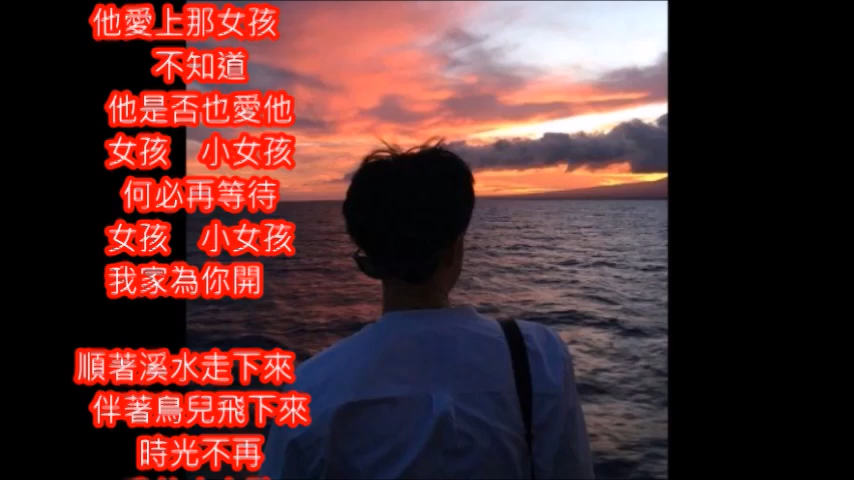 他愛上那女孩
不知道
他是否也愛他
女孩　小女孩
何必再等待
女孩　小女孩
我家為你開
順著溪水走下來
伴著鳥兒飛下來
時光不再